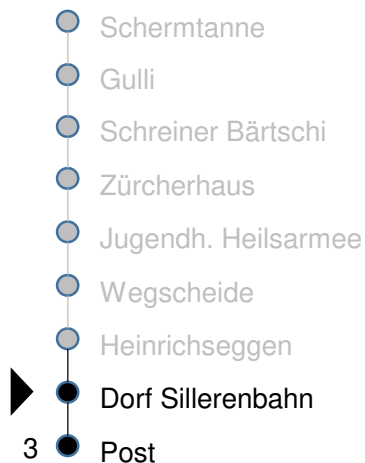 Schermtanne
Gulli
Schreiner Bärtschi
Zürcherhaus
Jugendh. Heilsarmee
Wegscheide
Heinrichseggen
Dorf Sillerenbahn
3 Post